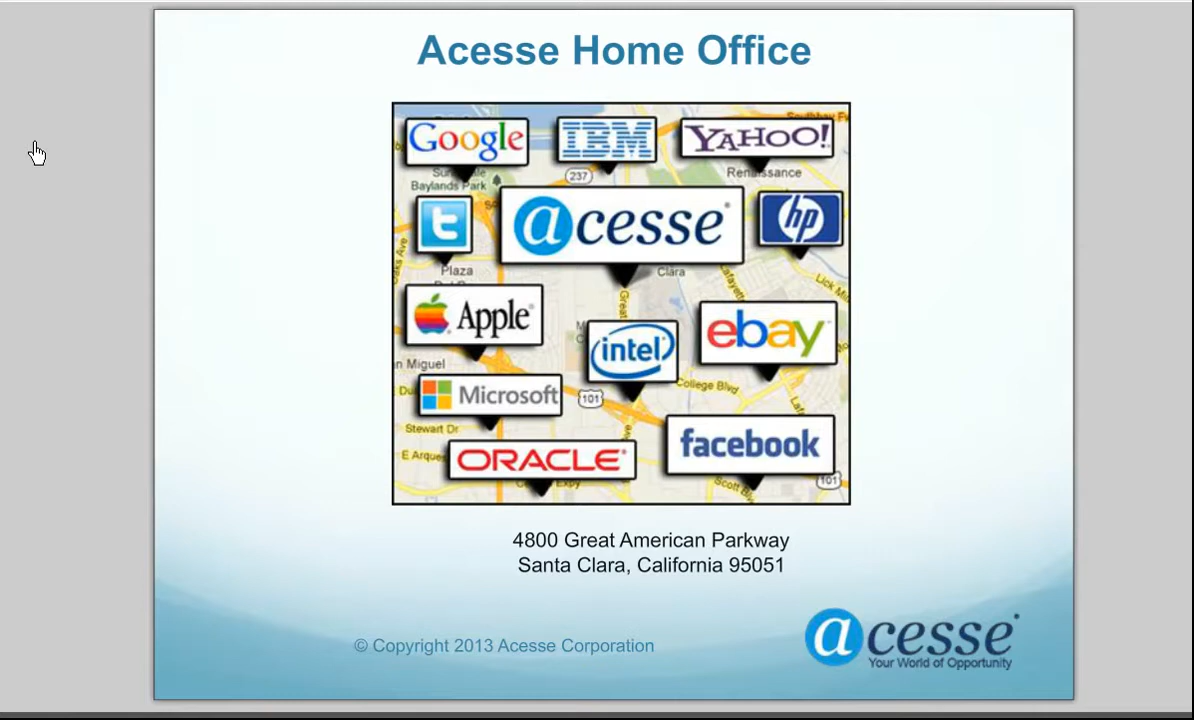 Acesse Home Office
Google
IBM
YAHOO!
237
Baylands Park
Renaissance
acesse
hp
Plaza
Clara
Apple
intel
ebay
Microsoft
101
College Blvd
Stewart Dr
ORACLE
facebook
101
4800 Great American Parkway
Santa Clara, California 95051
© Copyright 2013 Acesse Corporation
acesse
Your World of Opportunity